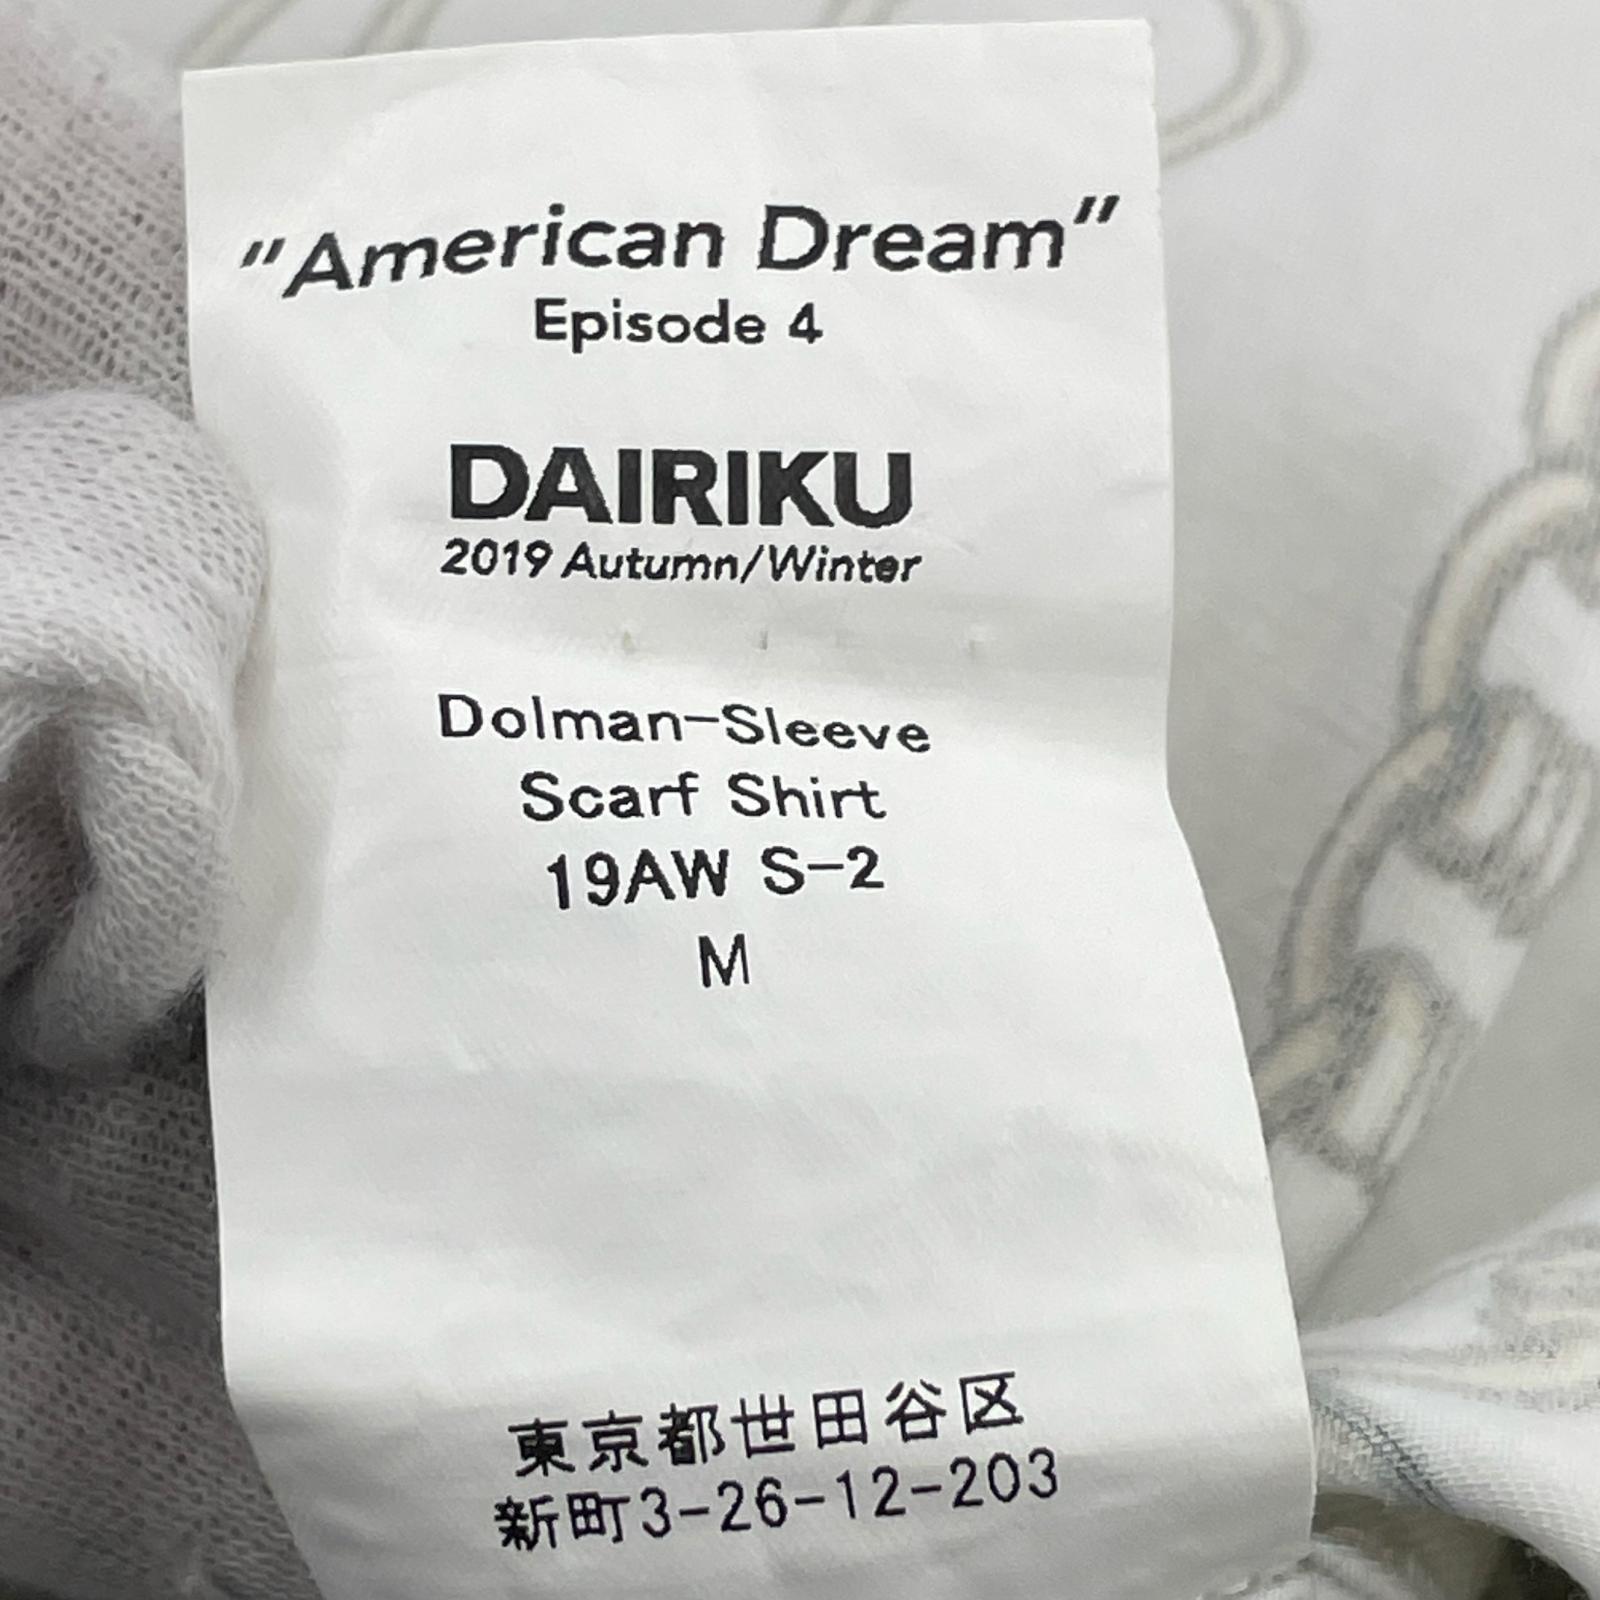 "American Dream"
Episode 4
DAIRIKU
2019 Autumn/Winter
Dolman-Sleeve
Scarf Shirt
19AW S-2
M
東京都世田谷区
新町3-26-12-203